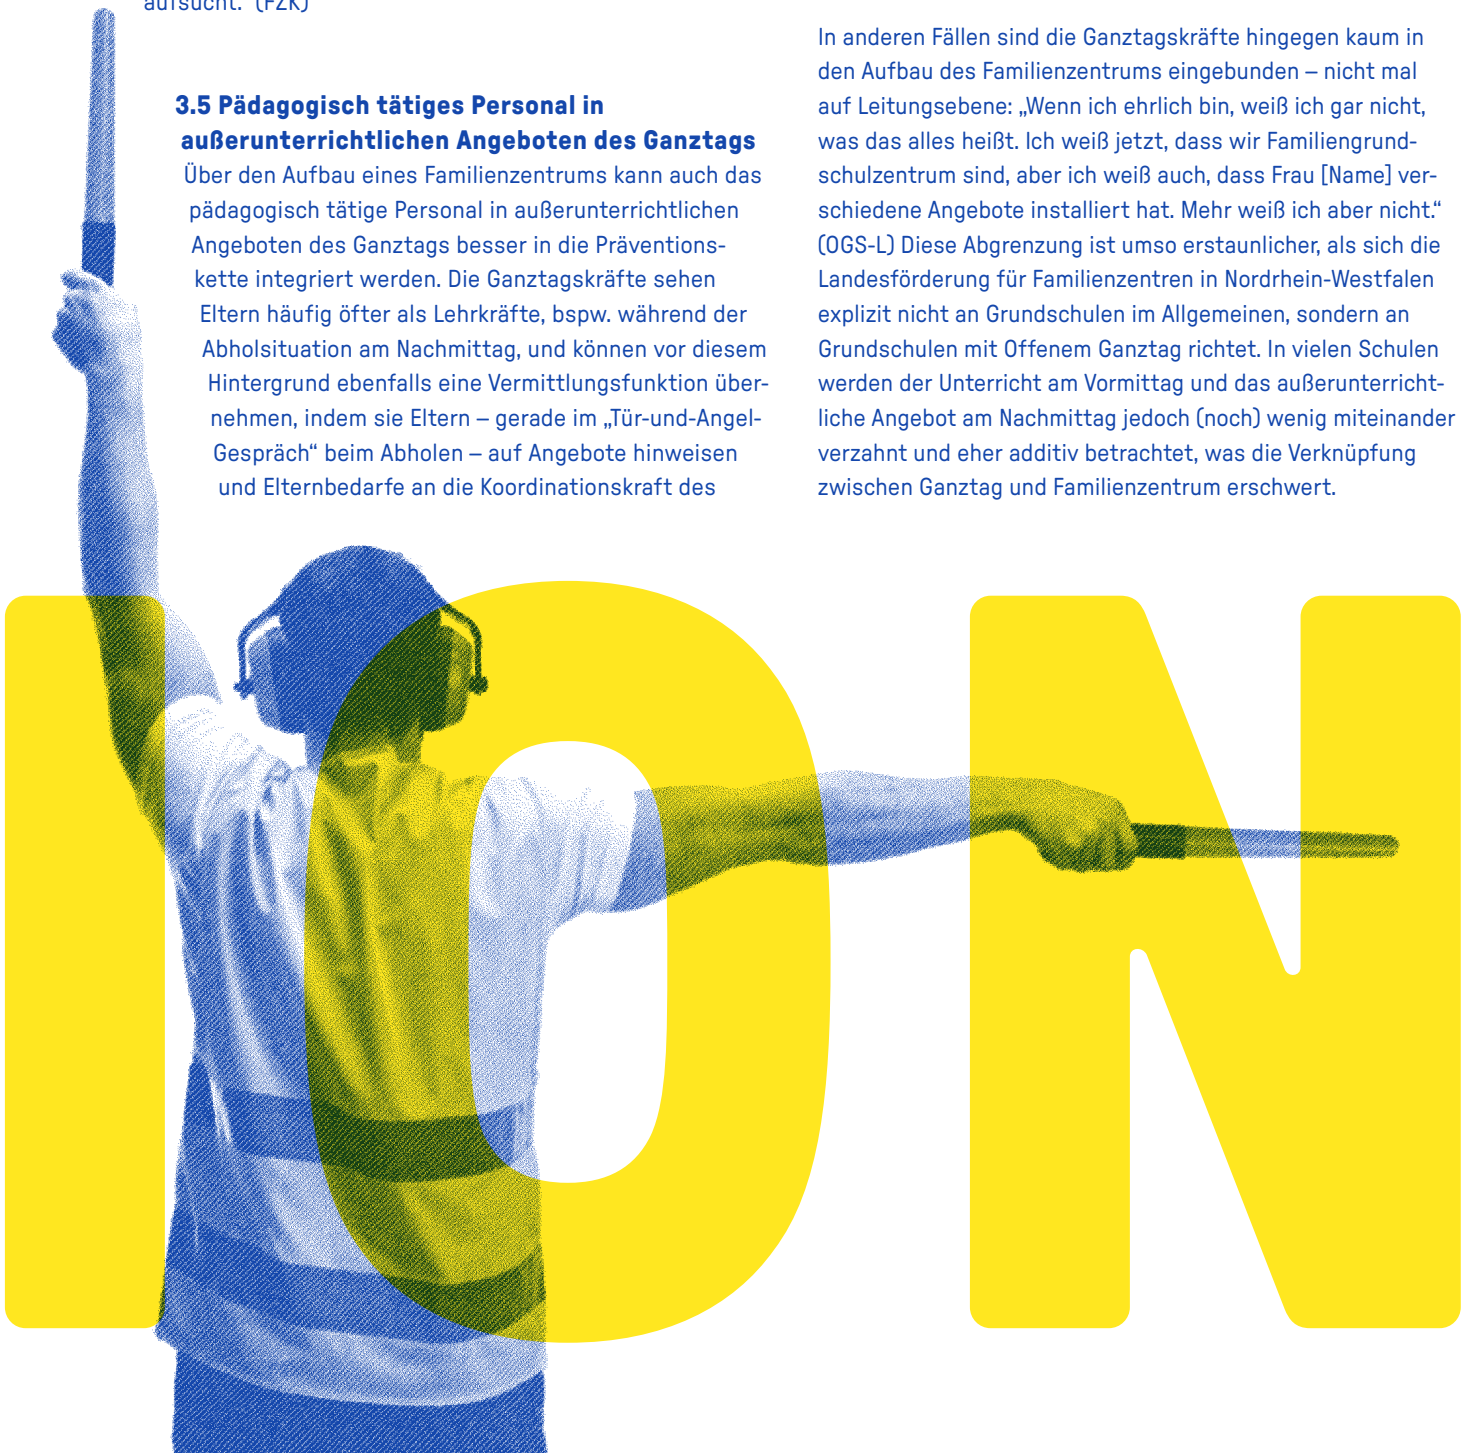 aufsucht.“ (FZK)
3.5 Pädagogisch tätiges Personal in
außerunterrichtlichen Angeboten des Ganztags
Über den Aufbau eines Familienzentrums kann auch das
pädagogisch tätige Personal in außerunterrichtlichen
Angeboten des Ganztags besser in die Präventions-
kette integriert werden. Die Ganztagskräfte sehen
Eltern häufig öfter als Lehrkräfte, bspw. während der
Abholsituation am Nachmittag, und können vor diesem
Hintergrund ebenfalls eine Vermittlungsfunktion über-
nehmen, indem sie Eltern – gerade im „Tür-und-Angel-
Gespräch“ beim Abholen – auf Angebote hinweisen
und Elternbedarfe an die Koordinationskraft des
In anderen Fällen sind die Ganztagskräfte hingegen kaum in
den Aufbau des Familienzentrums eingebunden – nicht mal
auf Leitungsebene: „Wenn ich ehrlich bin, weiß ich gar nicht,
was das alles heißt. Ich weiß jetzt, dass wir Familiengrund-
schulzentrum sind, aber ich weiß auch, dass Frau [Name] ver-
schiedene Angebote installiert hat. Mehr weiß ich aber nicht.“
(OGS-L) Diese Abgrenzung ist umso erstaunlicher, als sich die
Landesförderung für Familienzentren in Nordrhein-Westfalen
explizit nicht an Grundschulen im Allgemeinen, sondern an
Grundschulen mit Offenem Ganztag richtet. In vielen Schulen
werden der Unterricht am Vormittag und das außerunterricht-
liche Angebot am Nachmittag jedoch (noch) wenig miteinander
verzahnt und eher additiv betrachtet, was die Verknüpfung
zwischen Ganztag und Familienzentrum erschwert.
ION